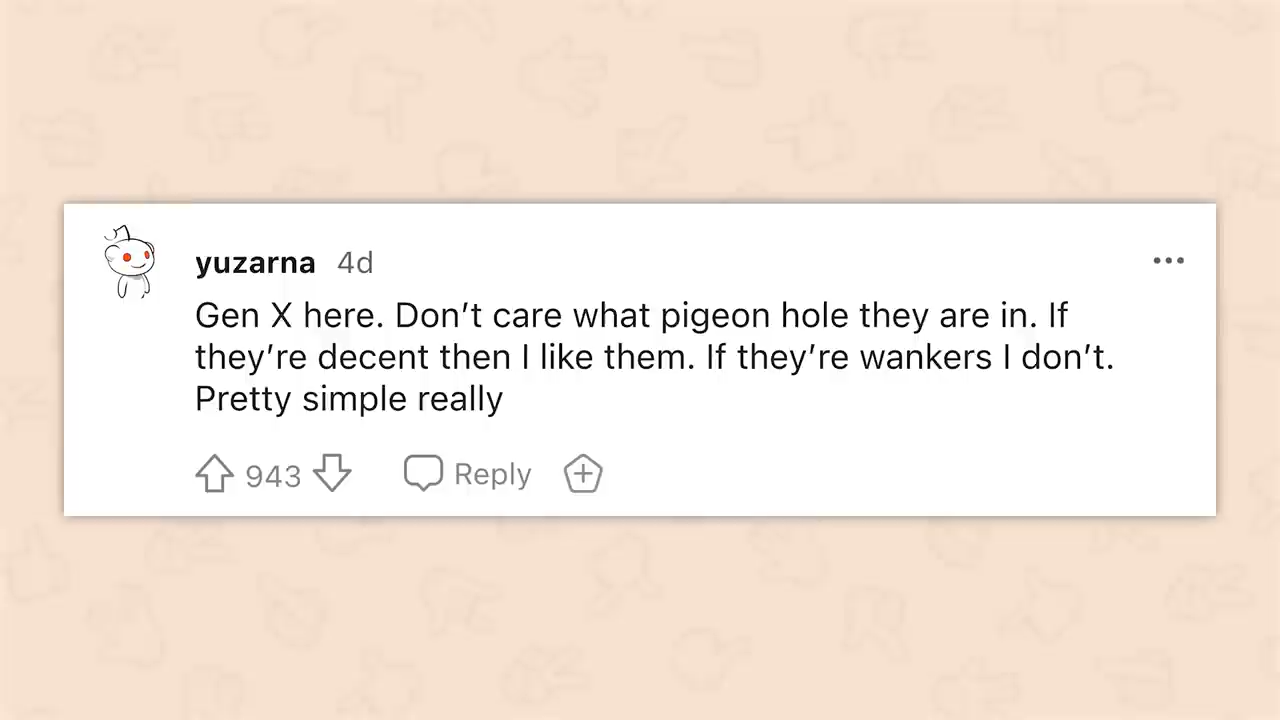 yuzarna 4d
Gen X here. Don’t care what pigeon hole they are in. If
they’re decent then I like them. If they’re wankers I don’t.
Pretty simple really
943 Reply